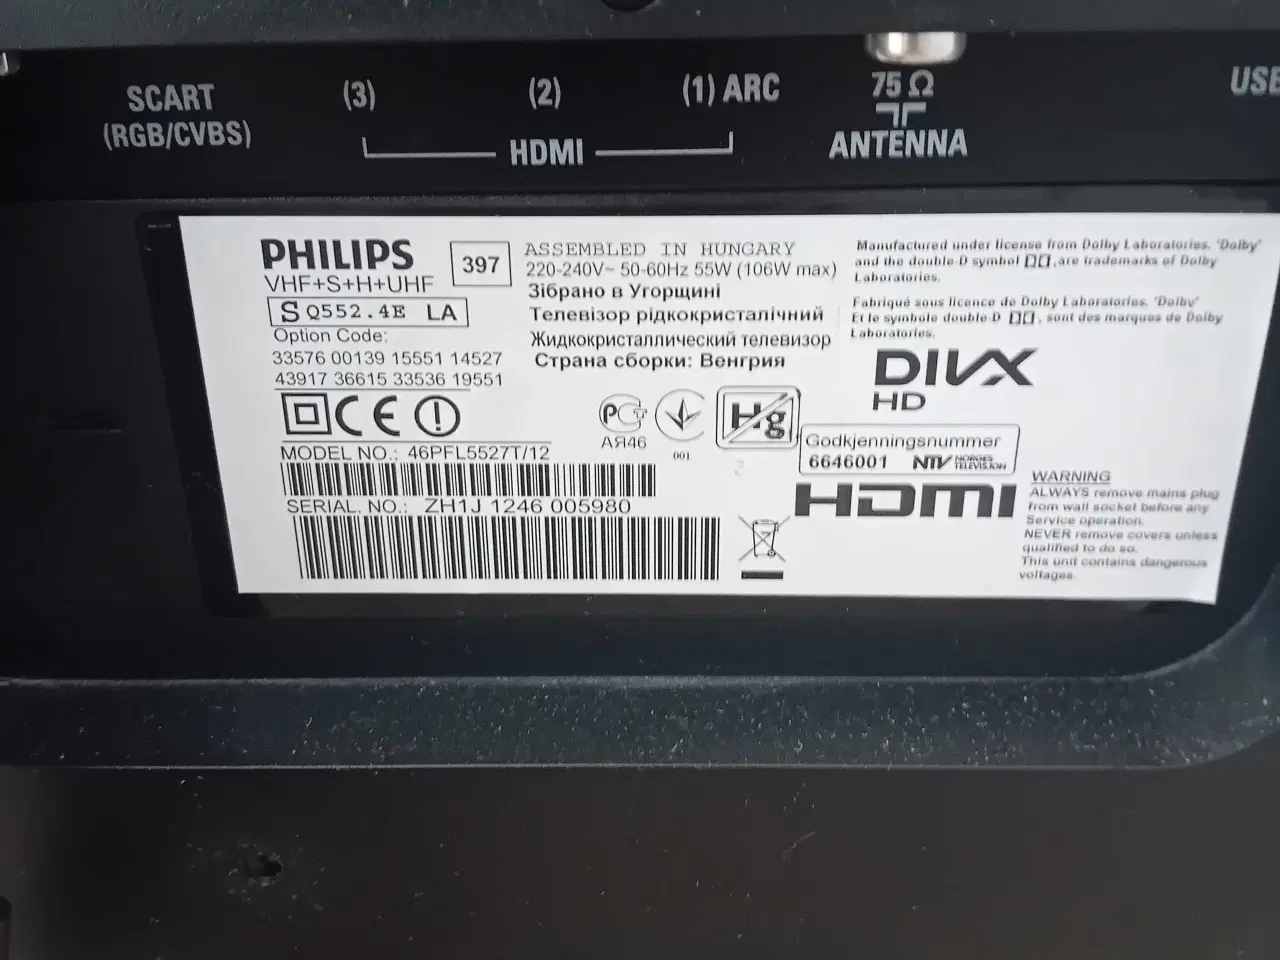 SCART
(RGB/CVBS)
(3)
(2)
(1) ARC
HDMI
75 Ω
ANTENNA
USB
PHILIPS
VHF+S+H+UHF
397
S Q552.4E LA
Option Code:
33576 00139 15551 14527
43917 36615 33536 19551
ASSEMBLED IN HUNGARY
220-240V~ 50-60Hz 55W (106W max)
Зібрано в Угорщині
Телевізор рідкокристалічний
Жидкокристаллический телевизор
Страна сборки: Венгрия
Manufactured under license from Dolby Laboratories. 'Dolby'
and the double-D symbol are trademarks of Dolby
Laboratories.
Fabriqué sous licence de Dolby Laboratories. 'Dolby'
Et le symbole double-D , sont des marques de Dolby
Laboratories.
DIVX
HD
CE
РСТ
АЯ46
001
Hg
MODEL NO.: 46PFL5527T/12
SERIAL. NO.: ZH1J 1246 005980
Godkjenningsnummer
6646001 NTV NORGES TELEVISJON
HDMI
WARNING
ALWAYS remove mains plug
from wall socket before any
Service operation.
NEVER remove covers unless
qualified to do so.
This unit contains dangerous
voltages.